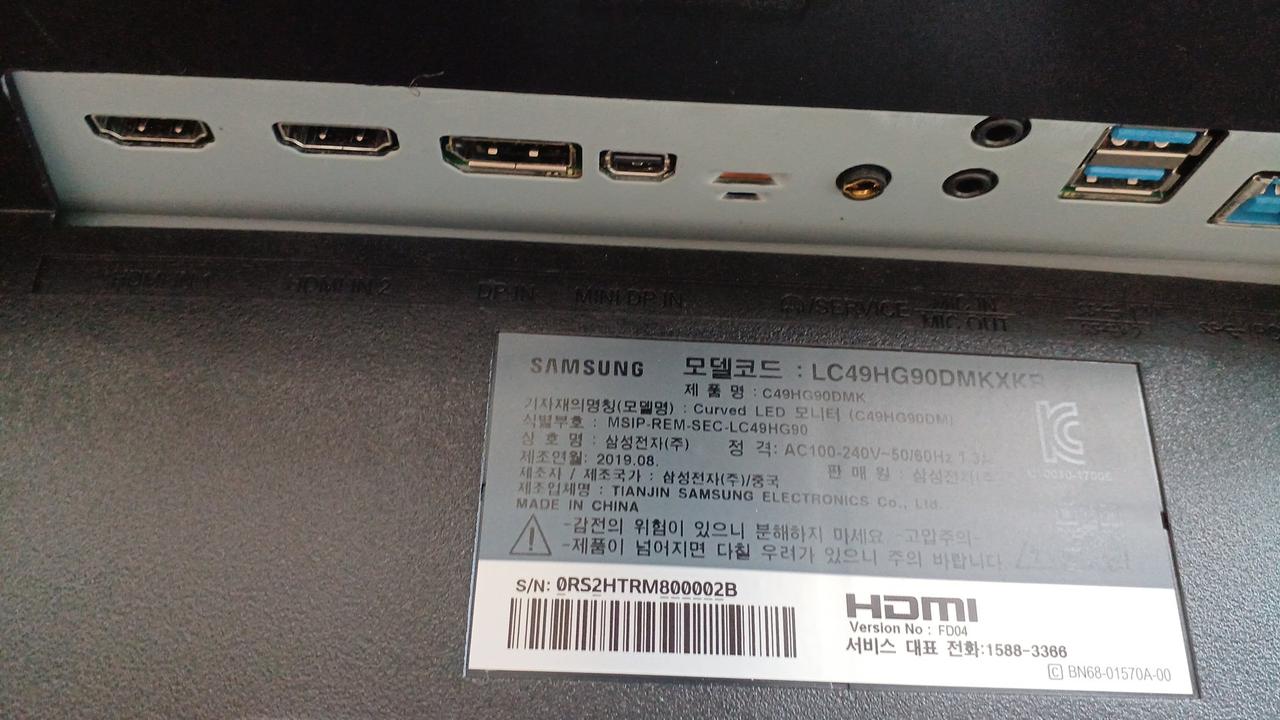 HDMI IN 1
HDMI IN 2
DP IN
MINI DP IN
/SERVICE
MIC IN
MIC OUT
SAMSUNG
모델코드 : LC49HG90DMKXKR
제 품 명 : C49HG90DMK
기자재의명칭(모델명) : Curved LED 모니터 (C49HG90DM)
식별부호 : MSIP-REM-SEC-LC49HG90
상 호 명 : 삼성전자(주) 정 격: AC100-240V~50/60Hz
제조연월: 2019.08. 판 매 원 : 삼성전자(주)
제조자 / 제조국가 : 삼성전자(주)/중국
제조업체명 : TIANJIN SAMSUNG ELECTRONICS Co., Ltd.
MADE IN CHINA
-감전의 위험이 있으니 분해하지 마세요 -고압주의-
-제품이 넘어지면 다칠 우려가 있으니 주의 바랍니다.
S/N: 0RS2HTRM800002B
HDMI
Version No : FD04
서비스 대표 전화:1588-3366
C BN68-01570A-00